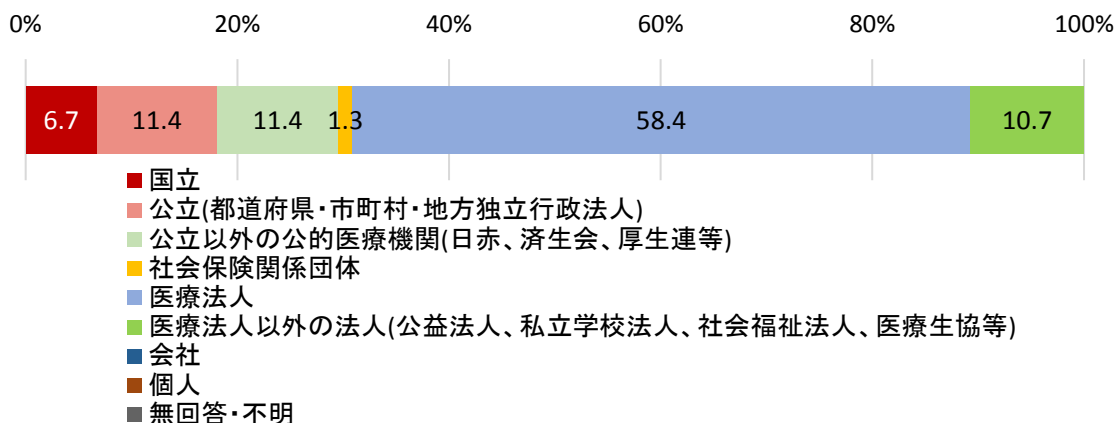 0% 20% 40% 60% 80% 100%
6.7 11.4 11.4 1.3 58.4 10.7
国立
公立(都道府県・市町村・地方独立行政法人)
公立以外の公的医療機関(日赤、済生会、厚生連等)
社会保険関係団体
医療法人
医療法人以外の法人(公益法人、私立学校法人、社会福祉法人、医療生協等)
会社
個人
無回答・不明